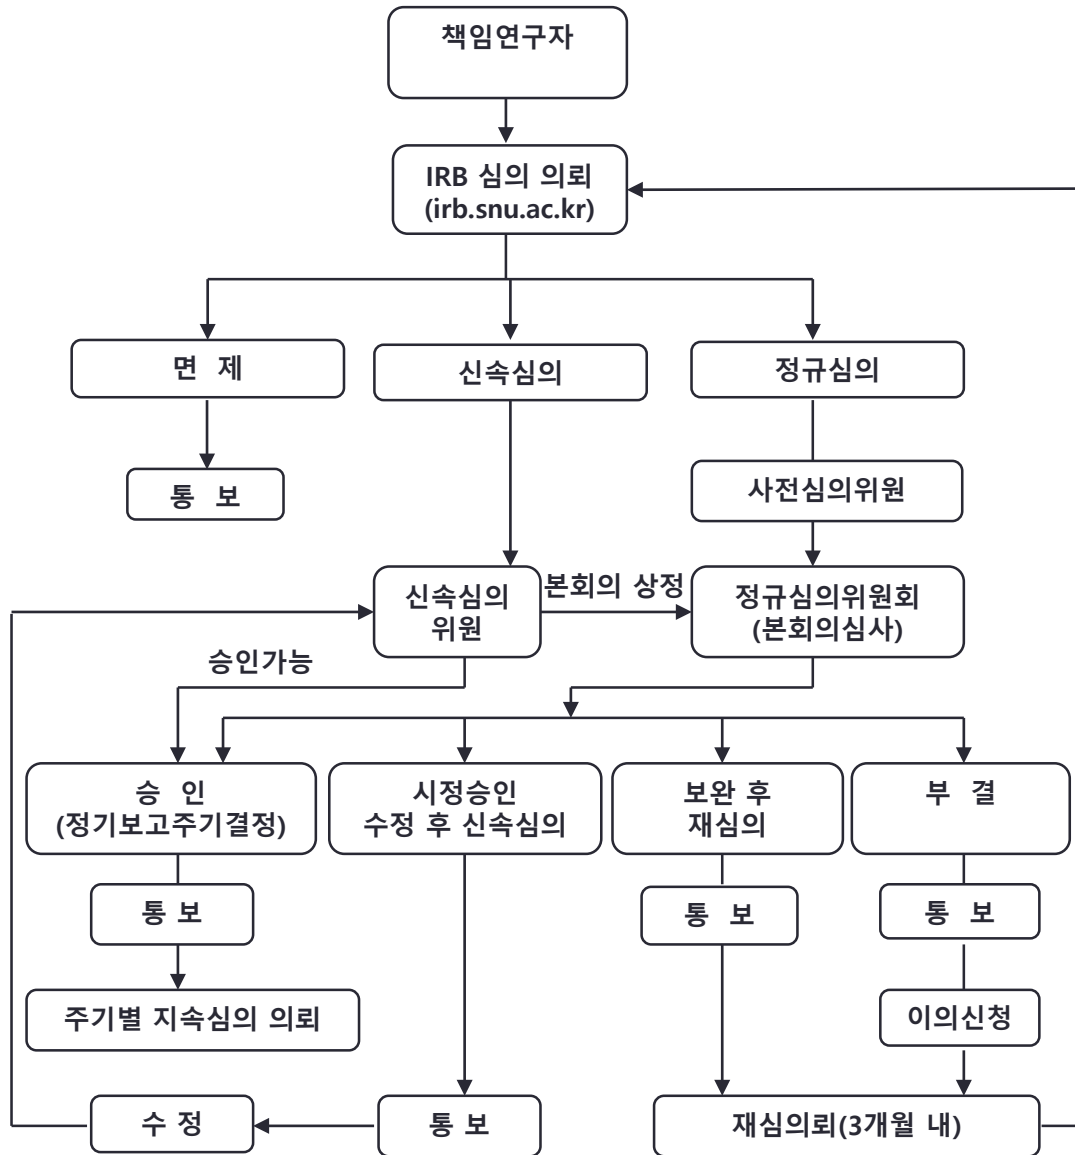 책임연구자
IRB 심의 의뢰
(irb.snu.ac.kr)
면 제
신속심의
정규심의
통 보
사전심의위원
신속심의
위원
본회의 상정
정규심의위원회
(본회의심사)
승인가능
승 인
(정기보고주기결정)
시정승인
수정 후 신속심의
보완 후
재심의
부 결
통 보
통 보
통 보
주기별 지속심의 의뢰
이의신청
수 정
통 보
재심의뢰(3개월 내)